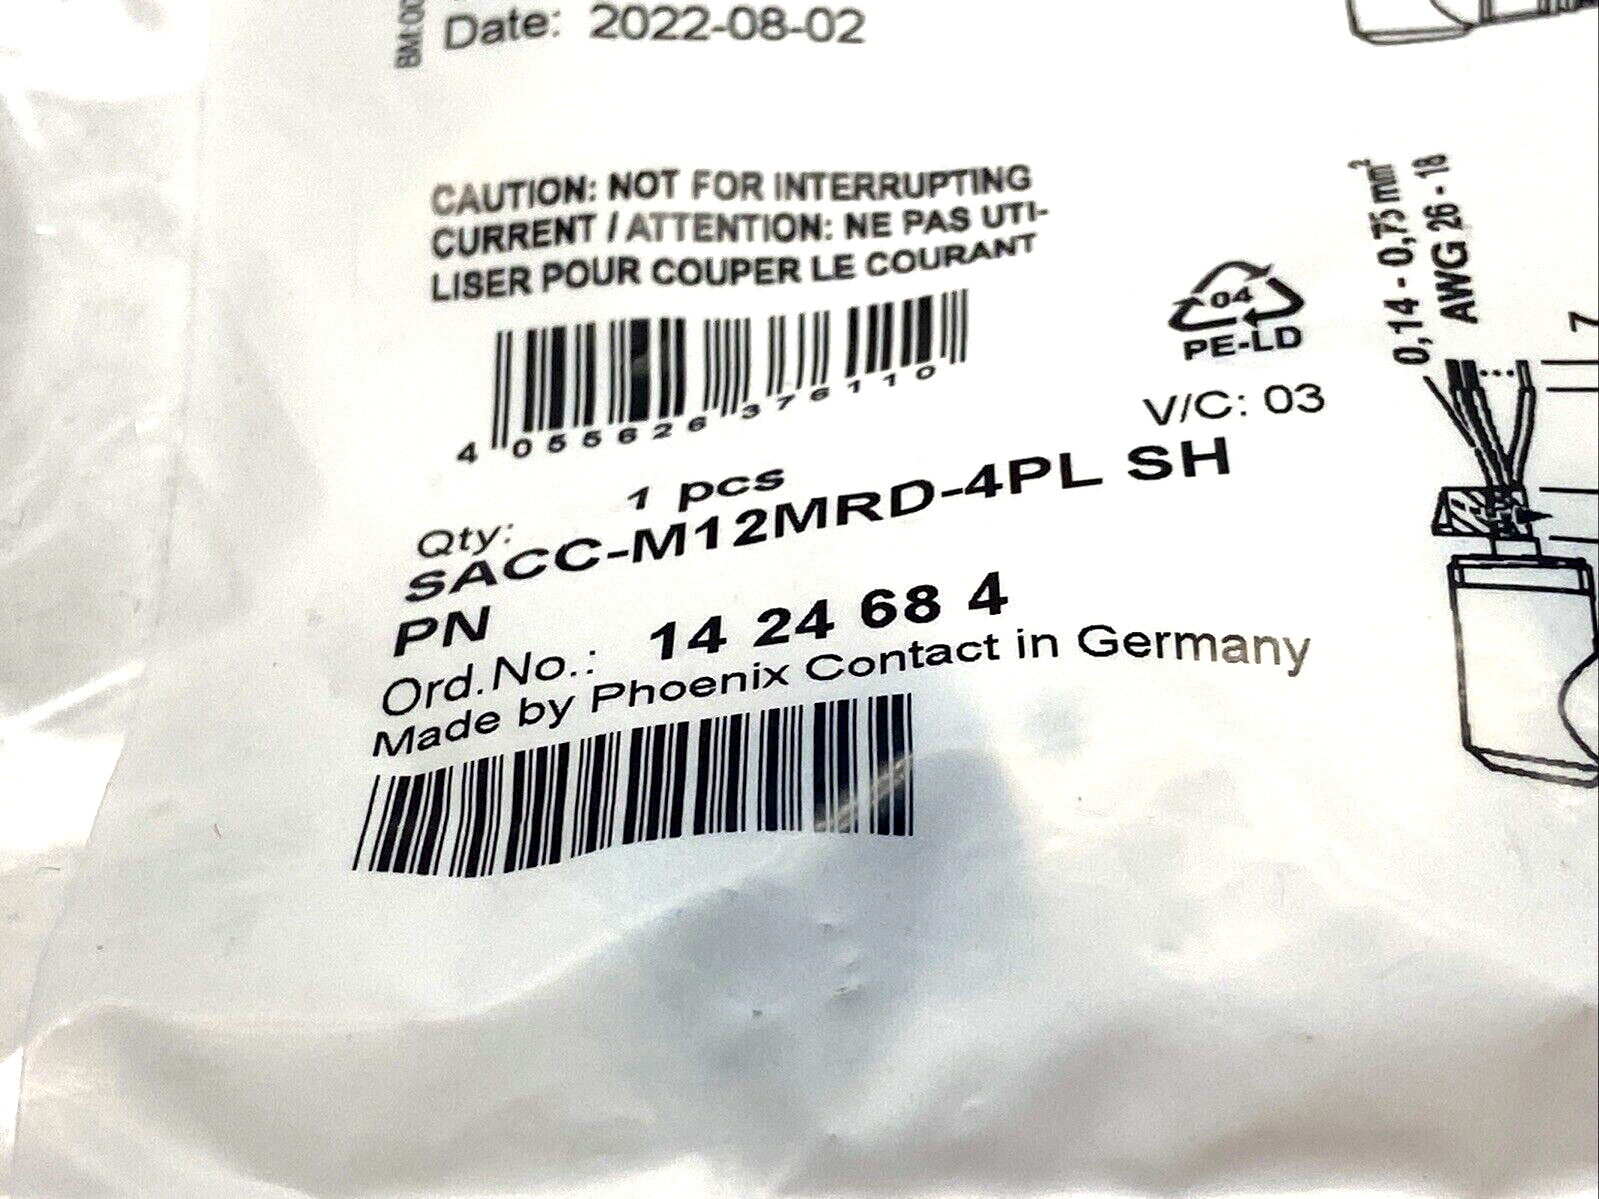 Date: 2022-08-02
CAUTION: NOT FOR INTERRUPTING
CURRENT / ATTENTION: NE PAS UTI-
LISER POUR COUPER LE COURANT
4 055626 376110
04
PE-LD
V/C: 03
Qty: 1 pcs
SACC-M12MRD-4PL SH
PN
Ord.No.: 14 24 68 4
Made by Phoenix Contact in Germany
0,14 - 0,75 mm²
AWG 26 - 18
7